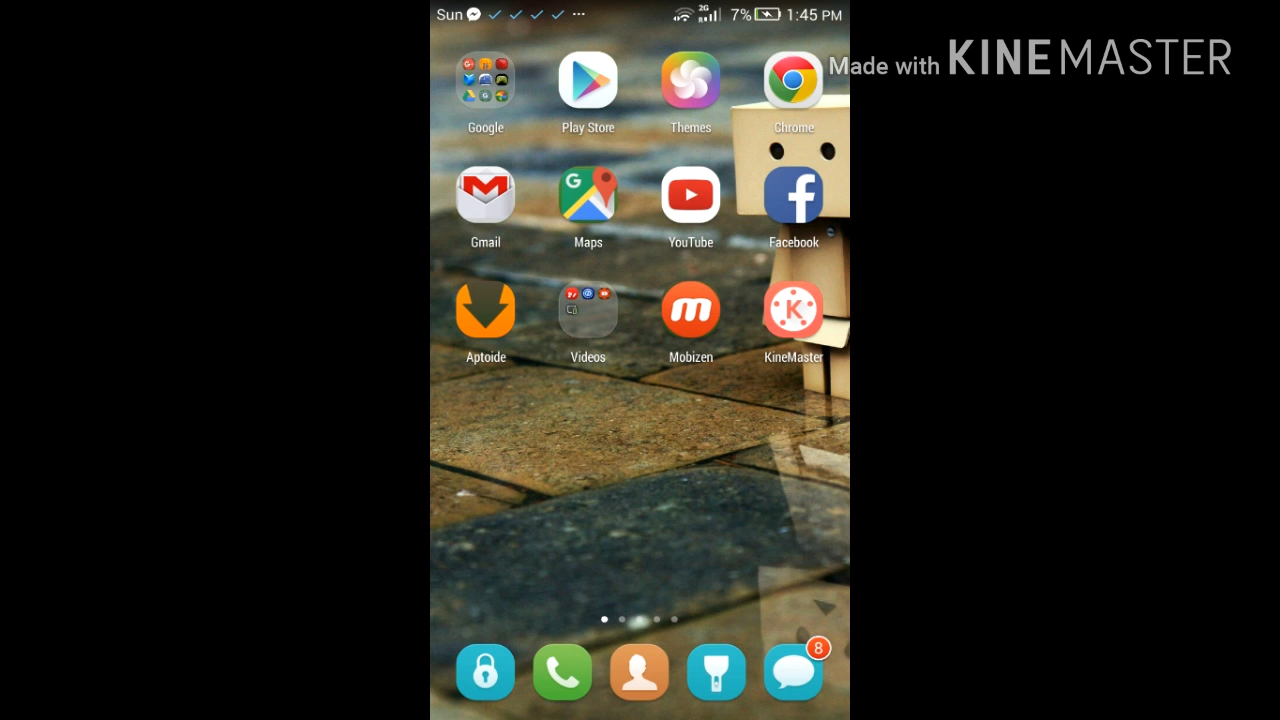 Sun 2G 7% 1:45 PM
Made with KINEMASTER
Google Play Store Themes Chrome
Gmail Maps YouTube Facebook
Aptoide Videos Mobizen KineMaster
8